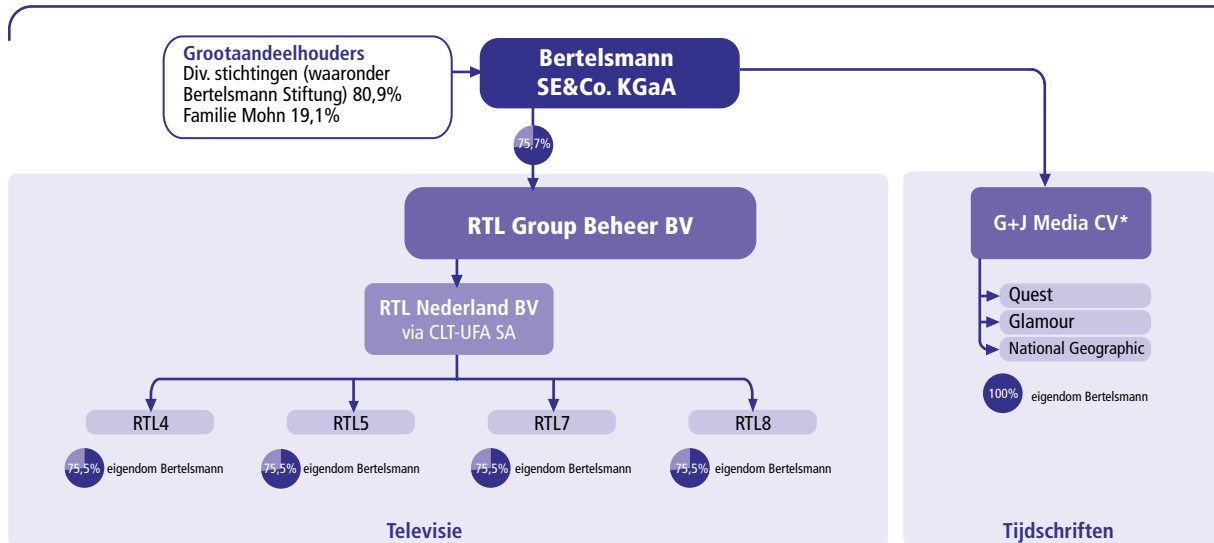 Grootaandeelhouders
Div. stichtingen (waaronder
Bertelsmann Stiftung) 80,9%
Familie Mohn 19,1%
Bertelsmann
SE&Co. KGaA
75,7%
RTL Group Beheer BV
RTL Nederland BV
via CLT-UFA SA
RTL4
RTL5
RTL7
RTL8
75,5% eigendom Bertelsmann
75,5% eigendom Bertelsmann
75,5% eigendom Bertelsmann
75,5% eigendom Bertelsmann
Televisie
G+J Media CV*
Quest
Glamour
National Geographic
100% eigendom Bertelsmann
Tijdschriften